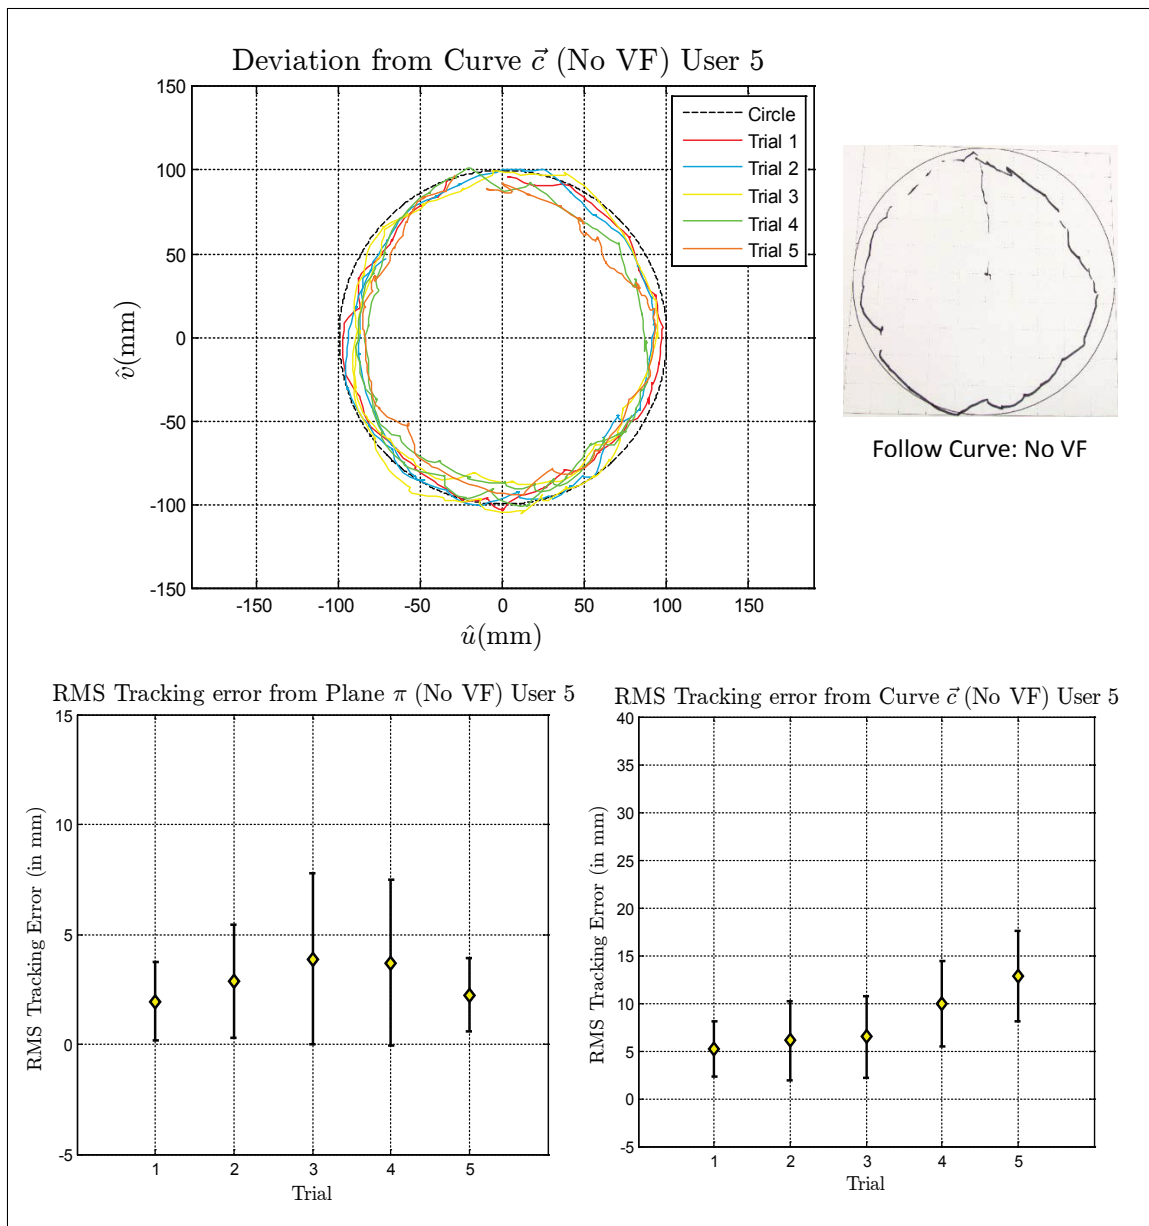 Deviation from Curve c⃗ (No VF) User 5
150
100
50
0
-50
-100
-150
v̂(mm)
-150
-100
-50
0
50
100
150
û(mm)
Circle
Trial 1
Trial 2
Trial 3
Trial 4
Trial 5
Follow Curve: No VF
RMS Tracking error from Plane π (No VF) User 5
15
10
5
0
-5
RMS Tracking Error (in mm)
1
2
3
4
5
Trial
RMS Tracking error from Curve c⃗ (No VF) User 5
40
35
30
25
20
15
10
5
0
-5
RMS Tracking Error (in mm)
1
2
3
4
5
Trial